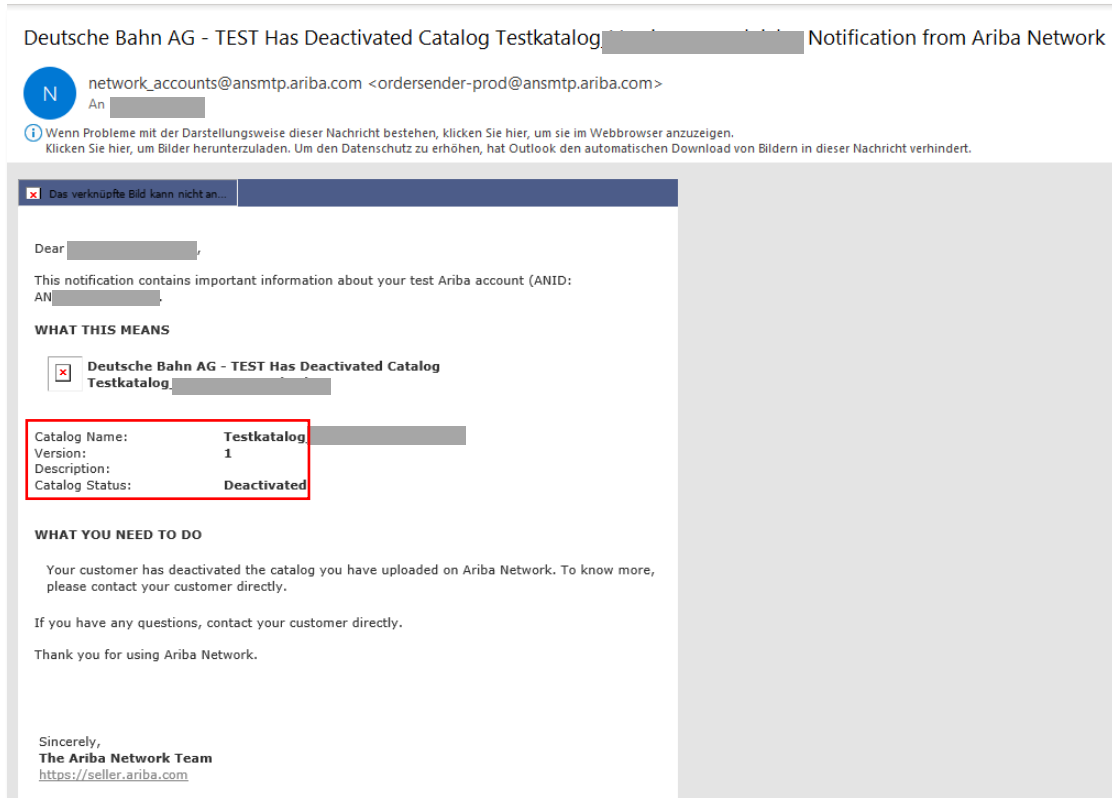 Deutsche Bahn AG - TEST Has Deactivated Catalog Testkatalog_ Notification from Ariba Network
N
network_accounts@ansmtp.ariba.com <ordersender-prod@ansmtp.ariba.com>
An
Wenn Probleme mit der Darstellungsweise dieser Nachricht bestehen, klicken Sie hier, um sie im Webbrowser anzuzeigen.
Klicken Sie hier, um Bilder herunterzuladen. Um den Datenschutz zu erhöhen, hat Outlook den automatischen Download von Bildern in dieser Nachricht verhindert.
Das verknüpfte Bild kann nicht an...
Dear ,
This notification contains important information about your test Ariba account (ANID:
AN .
WHAT THIS MEANS
Deutsche Bahn AG - TEST Has Deactivated Catalog
Testkatalog_
Catalog Name: Testkatalog_
Version: 1
Description:
Catalog Status: Deactivated
WHAT YOU NEED TO DO
Your customer has deactivated the catalog you have uploaded on Ariba Network. To know more,
please contact your customer directly.
If you have any questions, contact your customer directly.
Thank you for using Ariba Network.
Sincerely,
The Ariba Network Team
https://seller.ariba.com